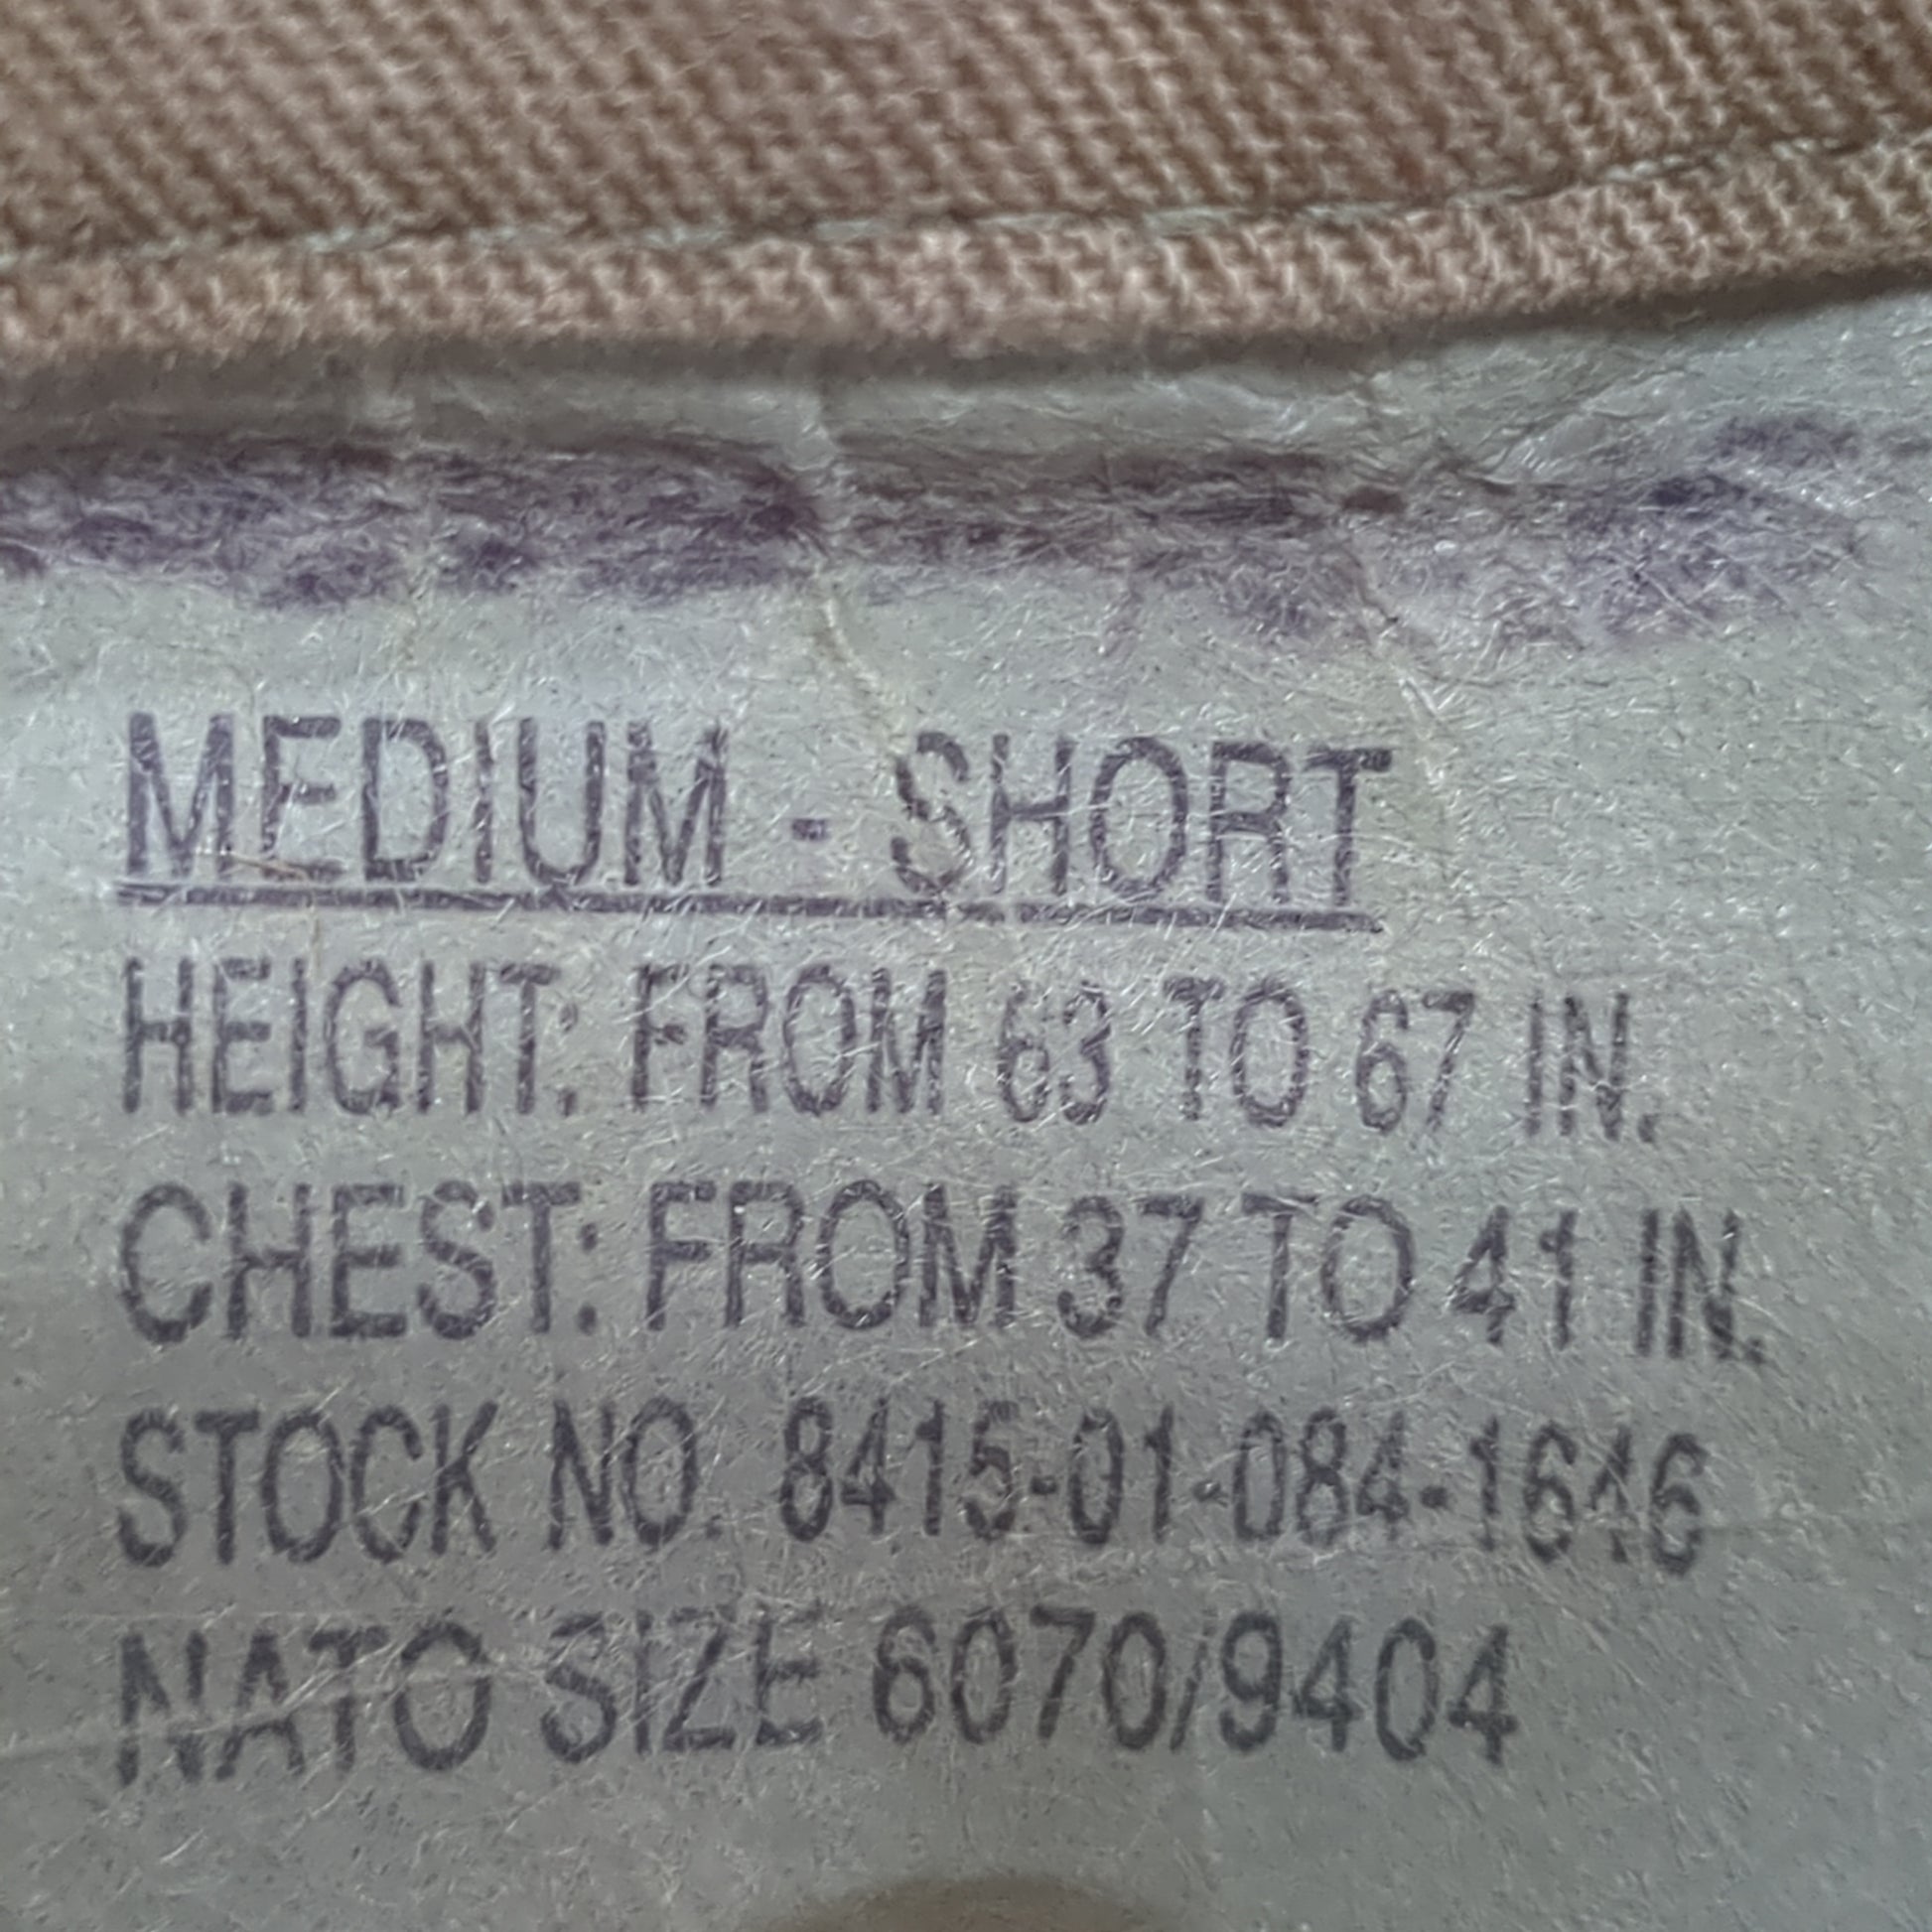 MEDIUM - SHORT
HEIGHT: FROM 63 TO 67 IN.
CHEST: FROM 37 TO 41 IN.
STOCK NO. 8415-01-084-1646
NATO SIZE 6070/9404